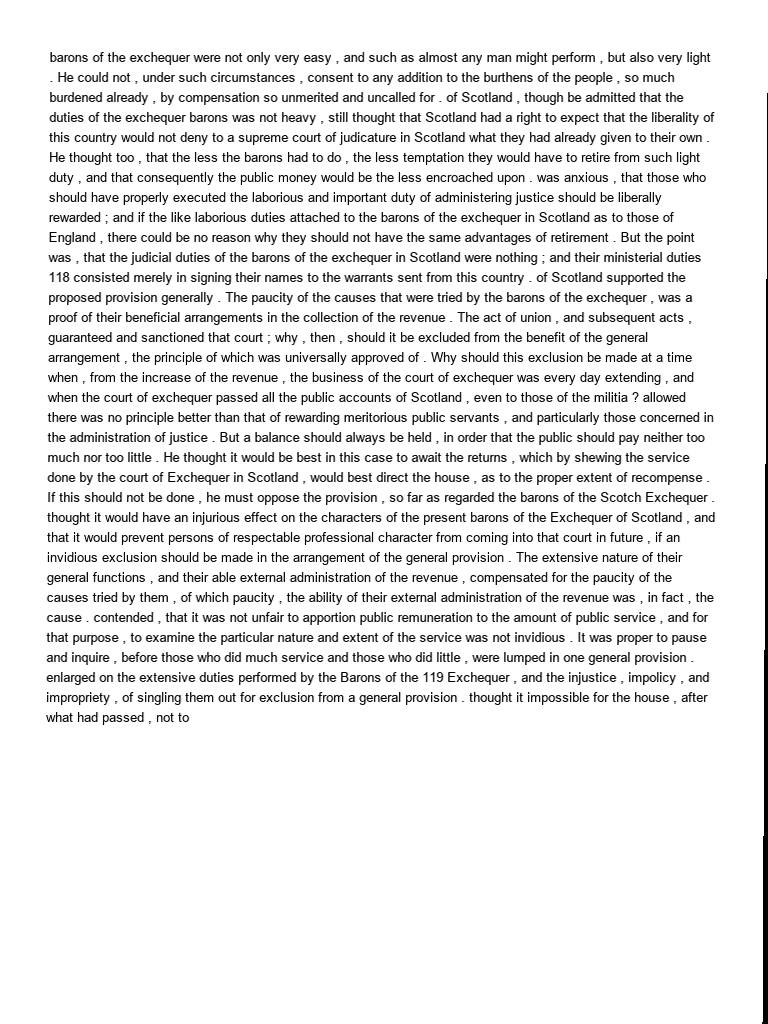 barons of the exchequer were not only very easy , and such as almost any man might perform , but also very light
. He could not , under such circumstances , consent to any addition to the burthens of the people , so much
burdened already , by compensation so unmerited and uncalled for . of Scotland , though be admitted that the
duties of the exchequer barons was not heavy , still thought that Scotland had a right to expect that the liberality of
this country would not deny to a supreme court of judicature in Scotland what they had already given to their own .
He thought too , that the less the barons had to do , the less temptation they would have to retire from such light
duty , and that consequently the public money would be the less encroached upon . was anxious , that those who
should have properly executed the laborious and important duty of administering justice should be liberally
rewarded ; and if the like laborious duties attached to the barons of the exchequer in Scotland as to those of
England , there could be no reason why they should not have the same advantages of retirement . But the point
was , that the judicial duties of the barons of the exchequer in Scotland were nothing ; and their ministerial duties
118 consisted merely in signing their names to the warrants sent from this country . of Scotland supported the
proposed provision generally . The paucity of the causes that were tried by the barons of the exchequer , was a
proof of their beneficial arrangements in the collection of the revenue . The act of union , and subsequent acts ,
guaranteed and sanctioned that court ; why , then , should it be excluded from the benefit of the general
arrangement , the principle of which was universally approved of . Why should this exclusion be made at a time
when , from the increase of the revenue , the business of the court of exchequer was every day extending , and
when the court of exchequer passed all the public accounts of Scotland , even to those of the militia ? allowed
there was no principle better than that of rewarding meritorious public servants , and particularly those concerned in
the administration of justice . But a balance should always be held , in order that the public should pay neither too
much nor too little . He thought it would be best in this case to await the returns , which by shewing the service
done by the court of Exchequer in Scotland , would best direct the house , as to the proper extent of recompense .
If this should not be done , he must oppose the provision , so far as regarded the barons of the Scotch Exchequer .
thought it would have an injurious effect on the characters of the present barons of the Exchequer of Scotland , and
that it would prevent persons of respectable professional character from coming into that court in future , if an
invidious exclusion should be made in the arrangement of the general provision . The extensive nature of their
general functions , and their able external administration of the revenue , compensated for the paucity of the
causes tried by them , of which paucity , the ability of their external administration of the revenue was , in fact , the
cause . contended , that it was not unfair to apportion public remuneration to the amount of public service , and for
that purpose , to examine the particular nature and extent of the service was not invidious . It was proper to pause
and inquire , before those who did much service and those who did little , were lumped in one general provision .
enlarged on the extensive duties performed by the Barons of the 119 Exchequer , and the injustice , impolicy , and
impropriety , of singling them out for exclusion from a general provision . thought it impossible for the house , after
what had passed , not to